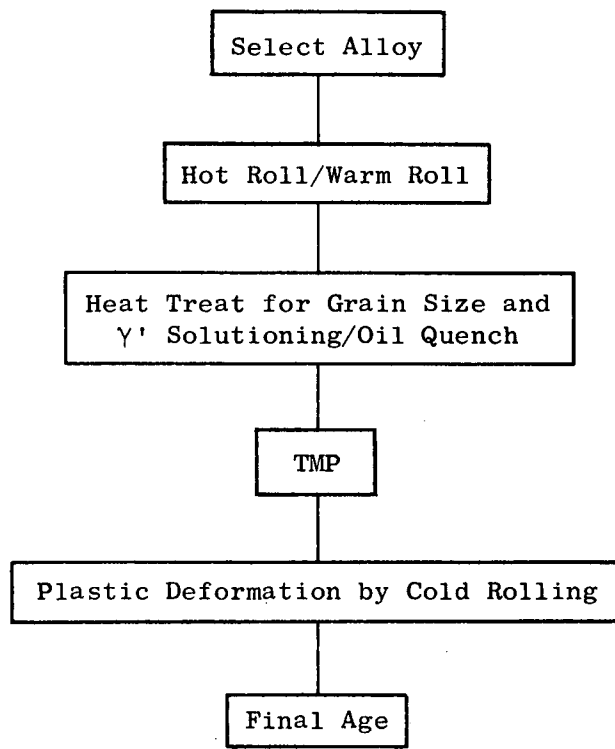 Select Alloy
Hot Roll/Warm Roll
Heat Treat for Grain Size and
γ' Solutioning/Oil Quench
TMP
Plastic Deformation by Cold Rolling
Final Age